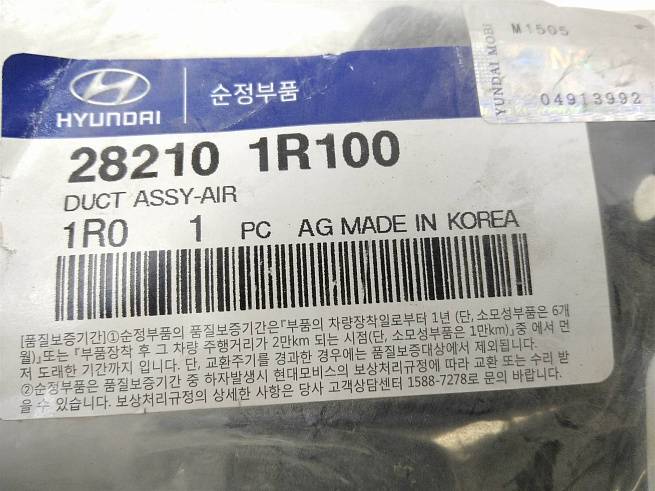 HYUNDAI
순정부품
YUNDAI MOBI
M1505
04913992
28210 1R100
DUCT ASSY-AIR
1R0 1 PC AG MADE IN KOREA
[품질보증기간]①순정부품의 품질보증기간은『부품의 차량장착일로부터 1년 (단, 소모성부품은 6개
월)』또는『부품장착 후 그 차량 주행거리가 2만km 되는 시점(단, 소모성부품은 1만km)』중 에서 먼
저 도래한 기간까지 입니다. 단, 교환주기를 경과한 경우에는 품질보증대상에서 제외됩니다.
②순정부품은 품질보증기간 중 하자발생시 현대모비스의 보상처리규정에 따라 교환 또는 수리 받
을 수 있습니다. 보상처리규정의 상세한 사항은 당사 고객상담센터 1588-7278로 문의 바랍니다.